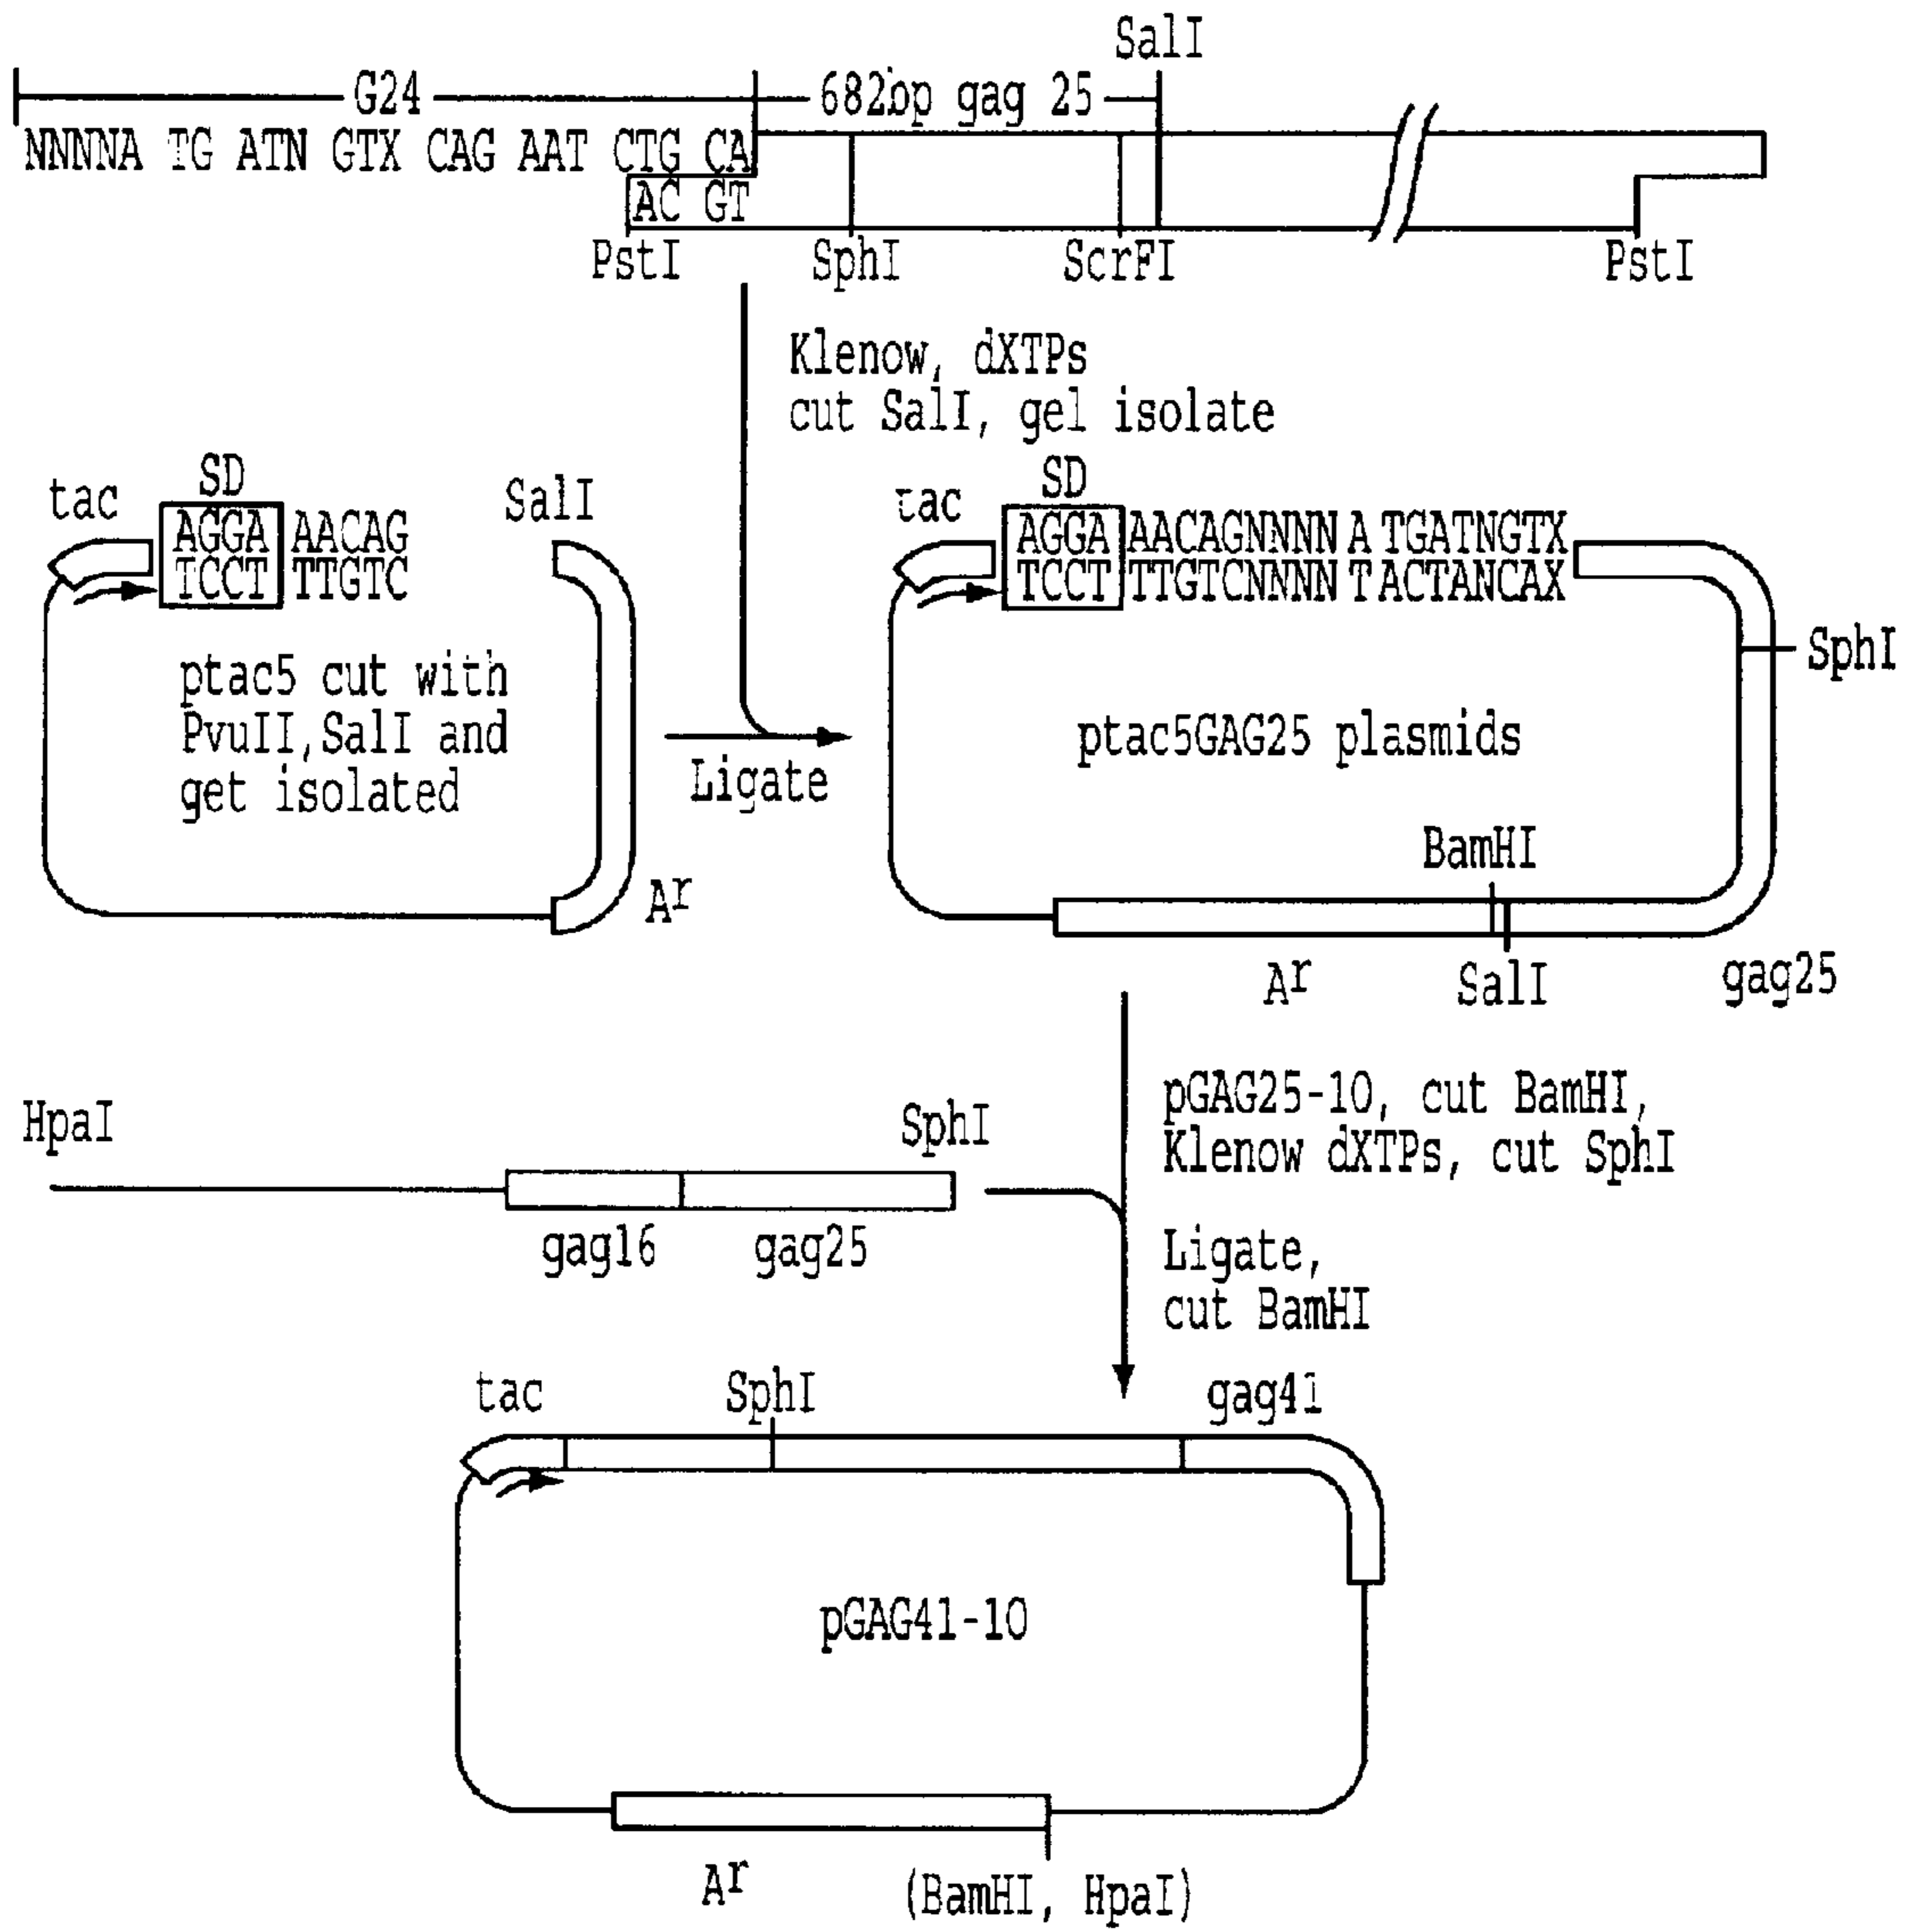 SalI
G24
682bp gag 25
NNNNA TG ATN GTX CAG AAT CTG CA
AC GT
PstI
SphI
ScrFI
PstI
Klenow, dXTPs
cut SalI, gel isolate
tac
SD
SalI
AGGA AACAG
TCCT TTGTC
ptac5 cut with
PvuII,SalI and
get isolated
Ar
Ligate
tac
SD
AGGA AACAGNNNN A TGATNGTX
TCCT TTGTCNNNN T ACTANCAX
SphI
ptac5GAG25 plasmids
BamHI
Ar
SalI
gag25
pGAG25-10, cut BamHI,
Klenow dXTPs, cut SphI
HpaI
SphI
gag16
gag25
Ligate,
cut BamHI
tac
SphI
gag41
pGAG41-10
Ar
(BamHI, HpaI)